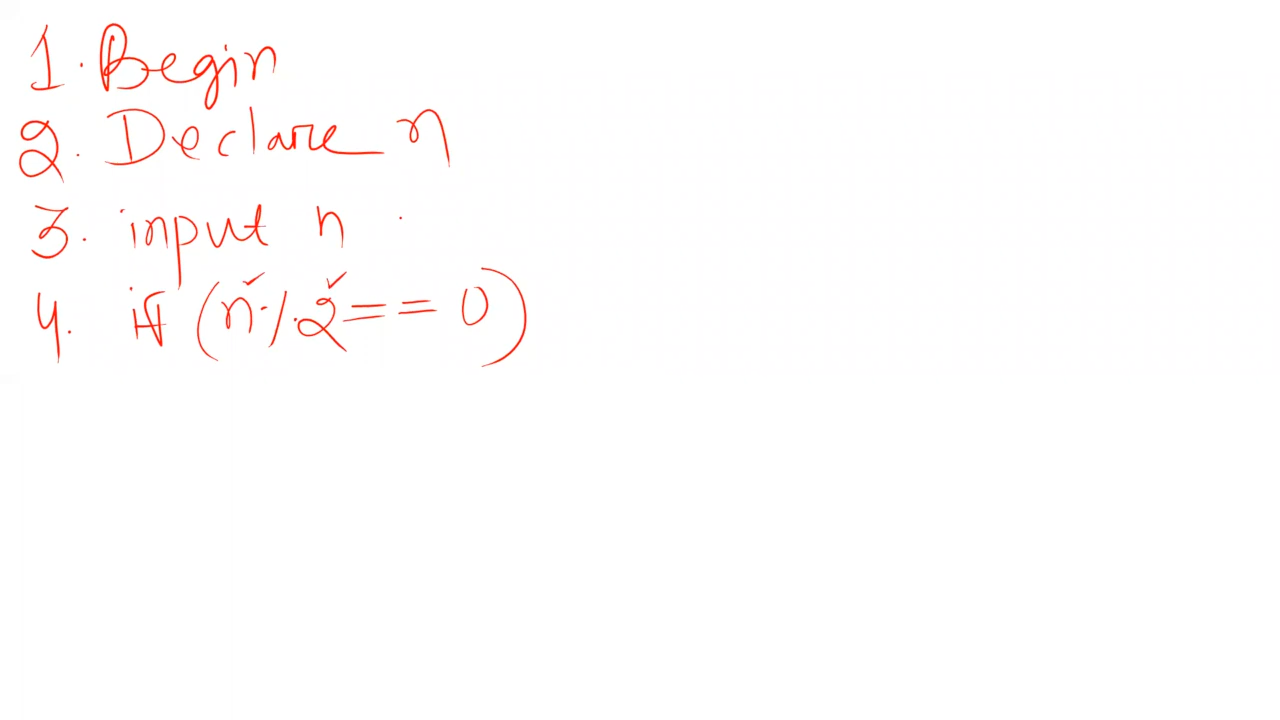 1. Begin
2. Declare n
3. input n
4. if (n % 2 == 0)